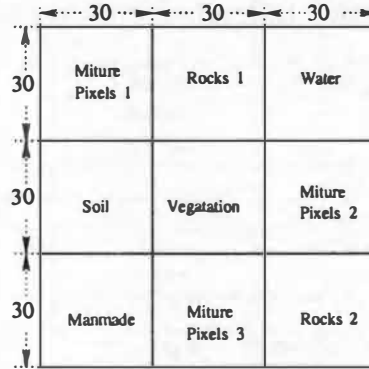 30 30 30
30
Miture
Pixels 1
Rocks 1
Water
30
Soil
Vegatation
Miture
Pixels 2
30
Manmade
Miture
Pixels 3
Rocks 2